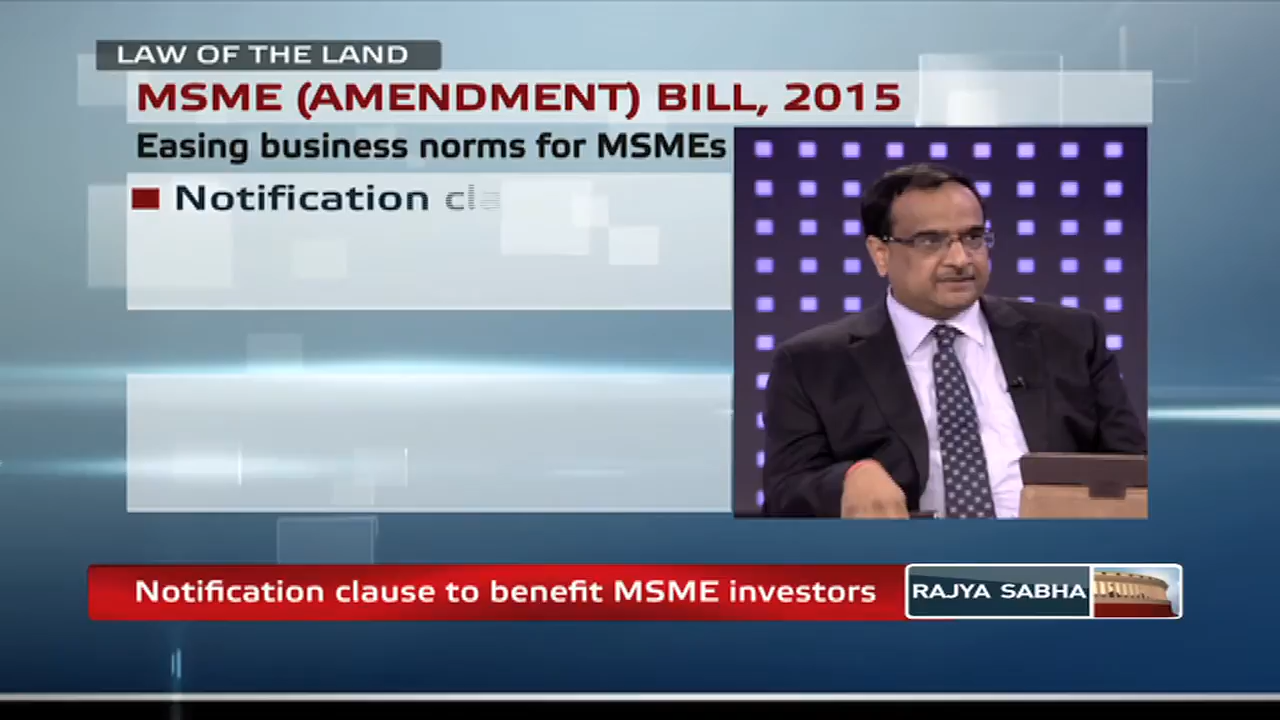 LAW OF THE LAND
MSME (AMENDMENT) BILL, 2015
Easing business norms for MSMEs
Notification
Notification clause to benefit MSME investors
RAJYA SABHA